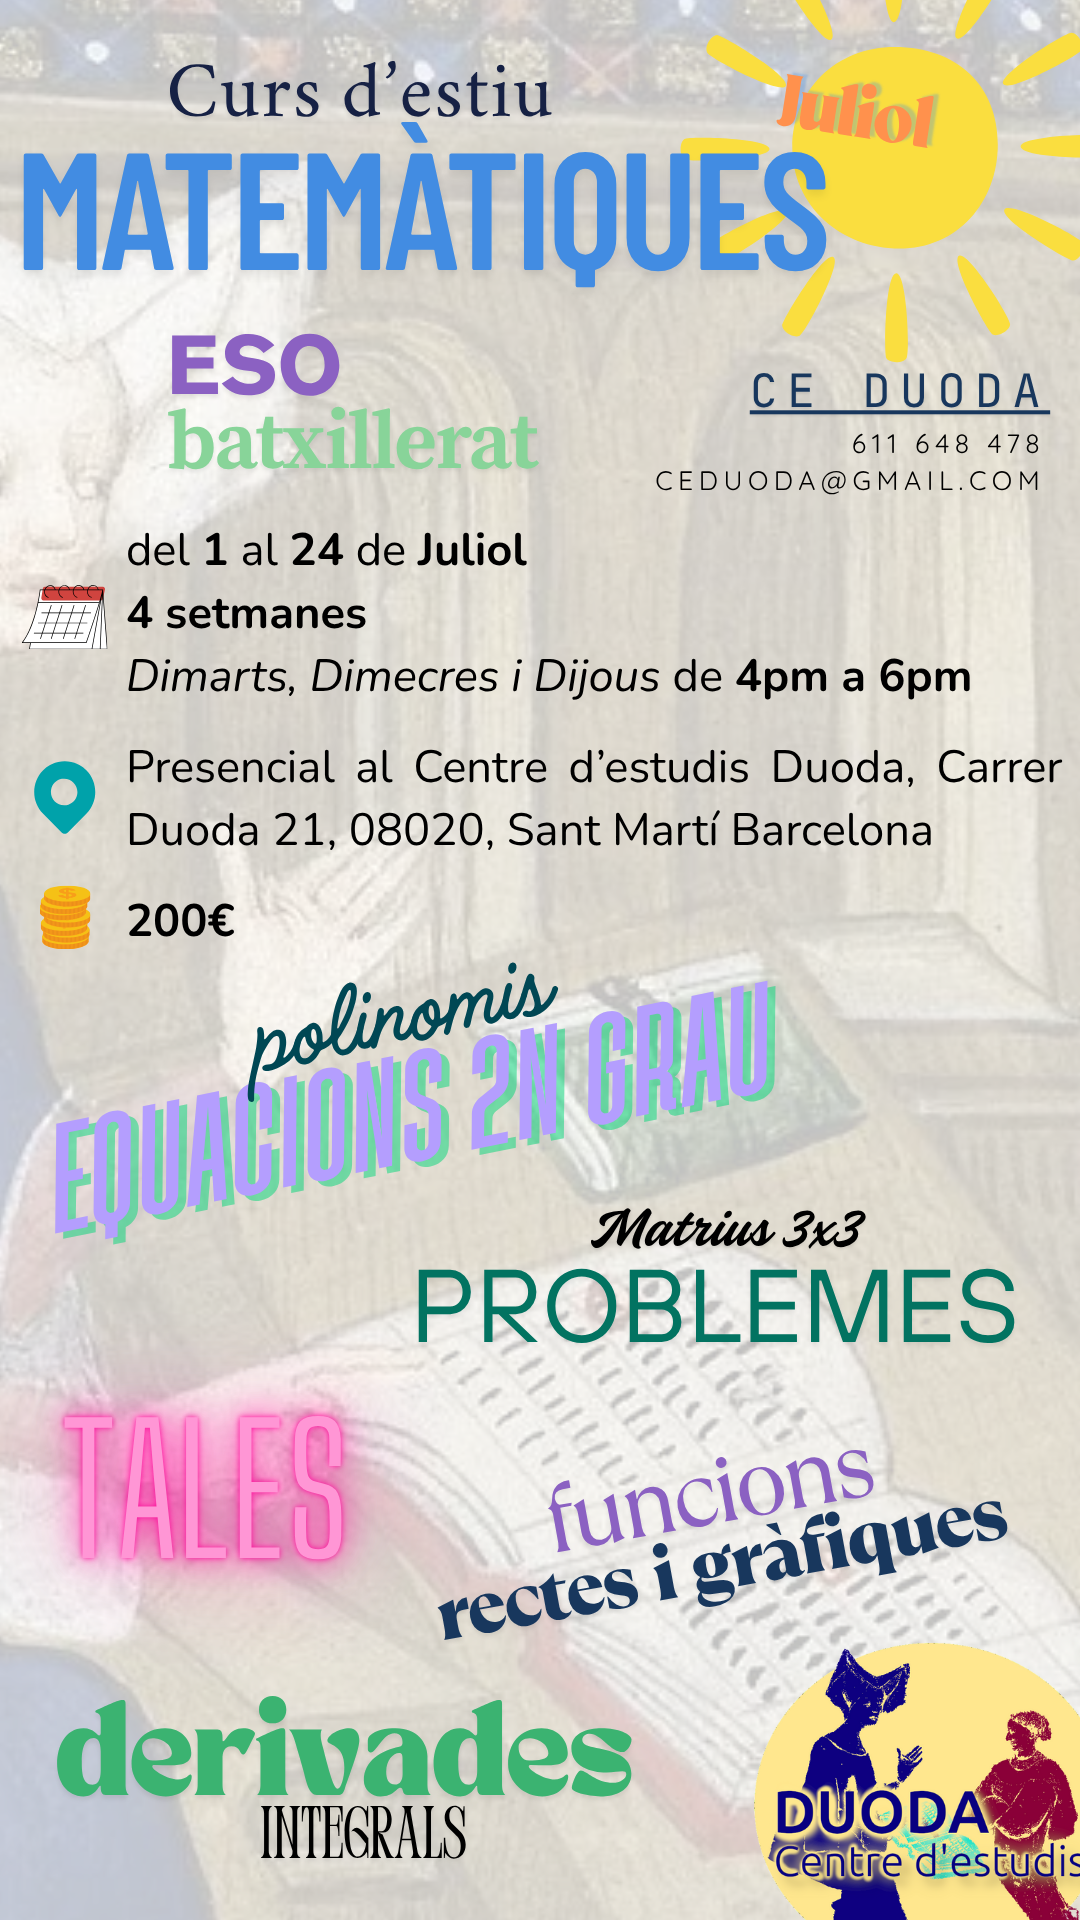 Curs d'estiu
Juliol
MATEMÀTIQUES
ESO
batxillerat
CE DUODA
611 648 478
CEDUODA@GMAIL.COM
del 1 al 24 de Juliol
4 setmanes
Dimarts, Dimecres i Dijous de 4pm a 6pm
Presencial al Centre d'estudis Duoda, Carrer
Duoda 21, 08020, Sant Martí Barcelona
200€
polinomis
EQUACIONS 2N GRAU
Matrius 3x3
PROBLEMES
TALES
funcions
rectes i gràfiques
derivades
INTEGRALS
DUODA
Centre d'estudis